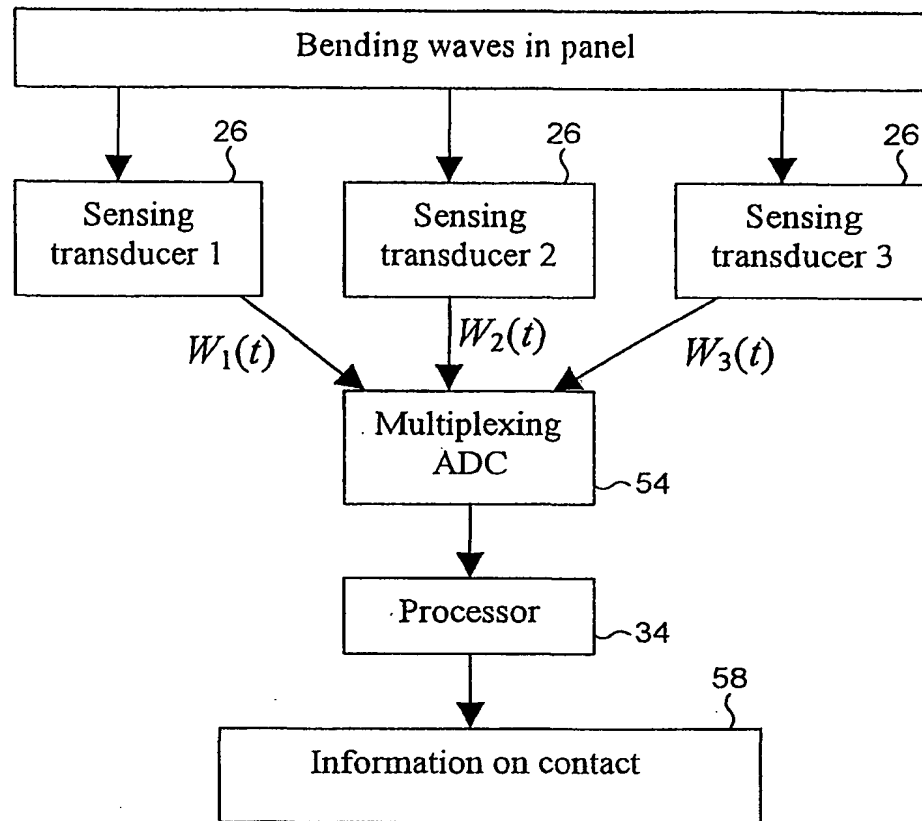 Bending waves in panel
26
26
26
Sensing
transducer 1
Sensing
transducer 2
Sensing
transducer 3
W1(t)
W2(t)
W3(t)
Multiplexing
ADC
54
Processor
34
58
Information on contact